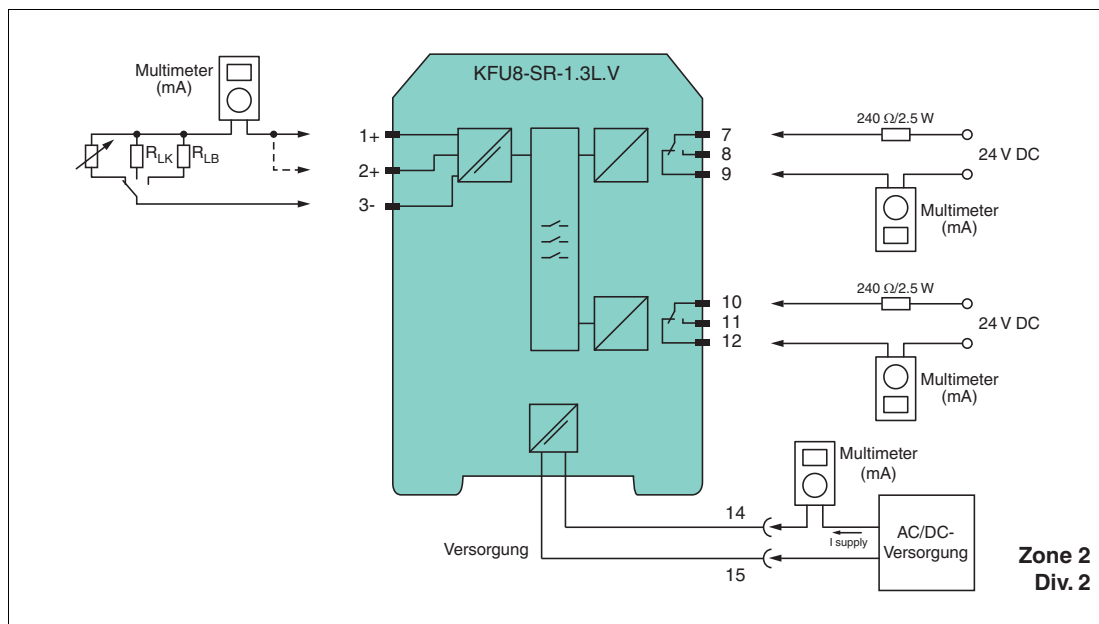 KFU8-SR-1.3L.V
Multimeter
(mA)
R_LK
R_LB
1+
2+
3-
7
8
9
10
11
12
240 Ω/2.5 W
24 V DC
Multimeter
(mA)
240 Ω/2.5 W
24 V DC
Multimeter
(mA)
Multimeter
(mA)
14
I supply
Versorgung
15
AC/DC-
Versorgung
Zone 2
Div. 2